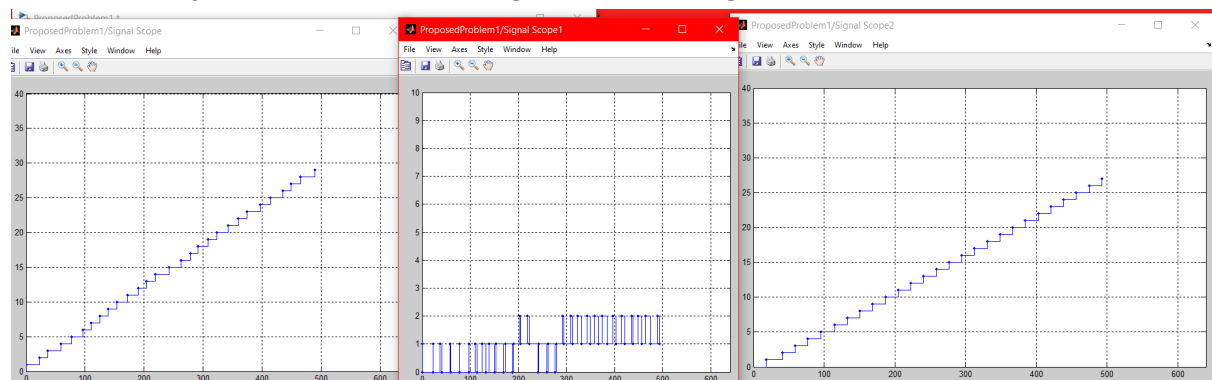 ProposedProblem1 *
ProposedProblem1/Signal Scope
ile View Axes Style Window Help
40
35
30
25
20
15
10
5
0
0 100 200 300 400 500 600
ProposedProblem1/Signal Scope1
File View Axes Style Window Help
10
9
8
7
6
5
4
3
2
1
0
0 100 200 300 400 500 600
ProposedProblem1/Signal Scope2
ile View Axes Style Window Help
40
35
30
25
20
15
10
5
0
0 100 200 300 400 500 600